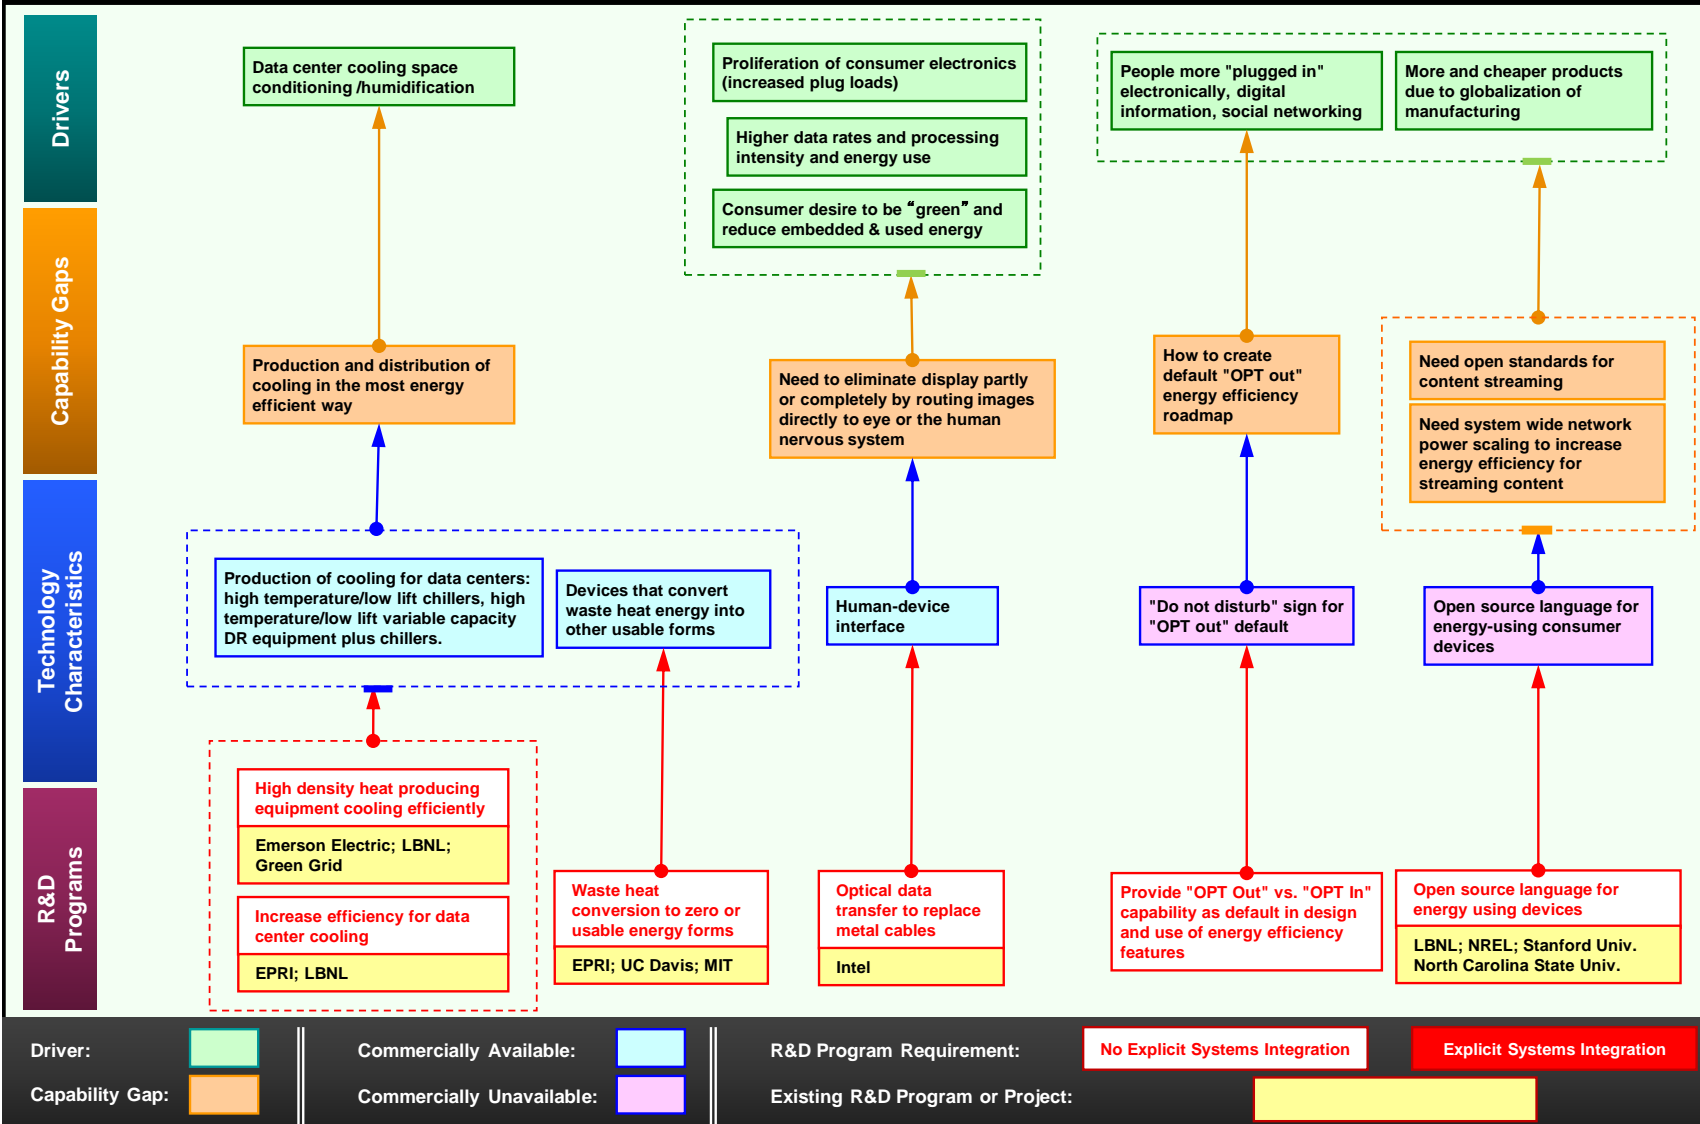 Drivers
Data center cooling space
conditioning /humidification
Proliferation of consumer electronics
(increased plug loads)
Higher data rates and processing
intensity and energy use
Consumer desire to be “green” and
reduce embedded & used energy
People more "plugged in"
electronically, digital
information, social networking
More and cheaper products
due to globalization of
manufacturing
Capability Gaps
Production and distribution of
cooling in the most energy
efficient way
Need to eliminate display partly
or completely by routing images
directly to eye or the human
nervous system
How to create
default "OPT out"
energy efficiency
roadmap
Need open standards for
content streaming
Need system wide network
power scaling to increase
energy efficiency for
streaming content
Technology
Characteristics
Production of cooling for data centers:
high temperature/low lift chillers, high
temperature/low lift variable capacity
DR equipment plus chillers.
Devices that convert
waste heat energy into
other usable forms
Human-device
interface
"Do not disturb" sign for
"OPT out" default
Open source language for
energy-using consumer
devices
R&D
Programs
High density heat producing
equipment cooling efficiently
Emerson Electric; LBNL;
Green Grid
Increase efficiency for data
center cooling
EPRI; LBNL
Waste heat
conversion to zero or
usable energy forms
EPRI; UC Davis; MIT
Optical data
transfer to replace
metal cables
Intel
Provide "OPT Out" vs. "OPT In"
capability as default in design
and use of energy efficiency
features
Open source language for
energy using devices
LBNL; NREL; Stanford Univ.
North Carolina State Univ.
Driver:
Capability Gap:
Commercially Available:
Commercially Unavailable:
R&D Program Requirement:
No Explicit Systems Integration
Explicit Systems Integration
Existing R&D Program or Project: